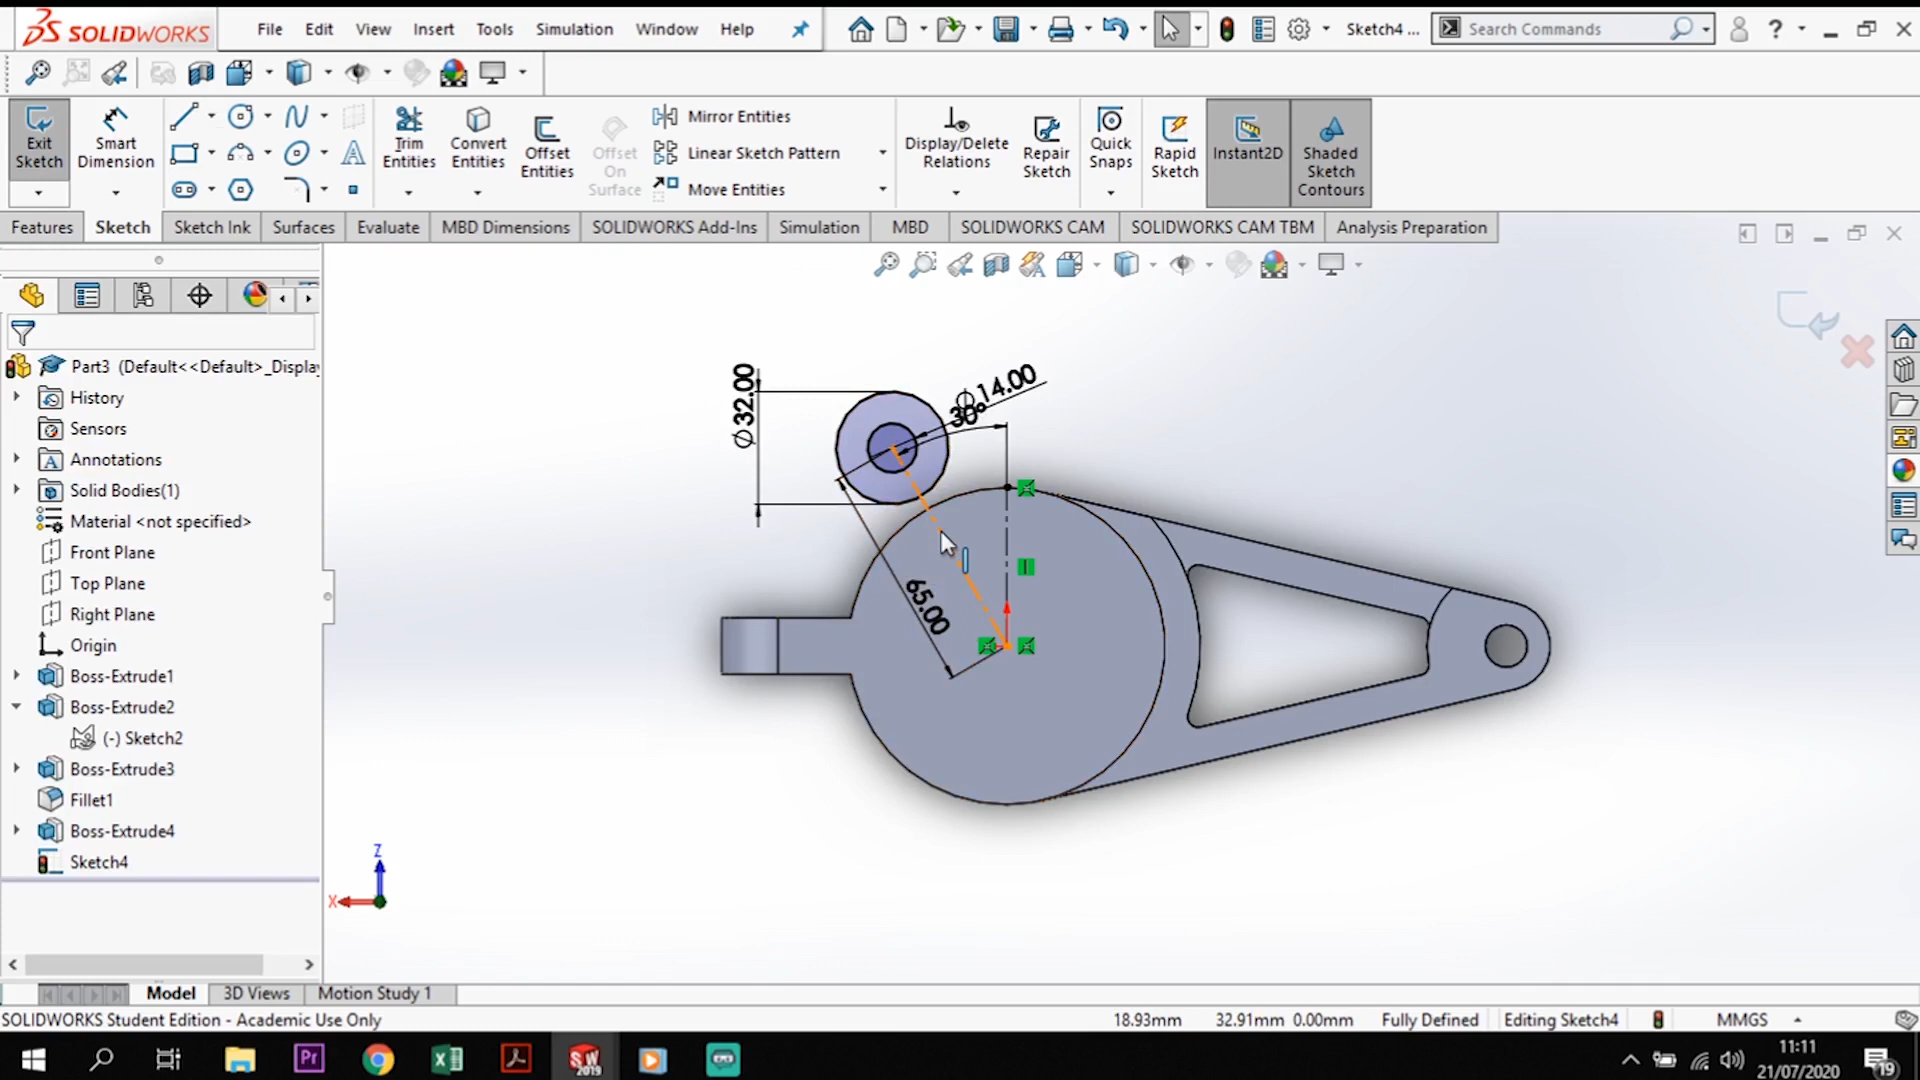 SOLIDWORKS File Edit View Insert Tools Simulation Window Help Sketch4 ... Search Commands
Exit Sketch
Smart Dimension
Trim Entities
Convert Entities
Offset Entities
Offset On Surface
Mirror Entities
Linear Sketch Pattern
Move Entities
Display/Delete Relations
Repair Sketch
Quick Snaps
Rapid Sketch
Instant2D
Shaded Sketch Contours
Features Sketch Sketch Ink Surfaces Evaluate MBD Dimensions SOLIDWORKS Add-Ins Simulation MBD SOLIDWORKS CAM SOLIDWORKS CAM TBM Analysis Preparation
Part3 (Default<<Default>_Displa
History
Sensors
Annotations
Solid Bodies(1)
Material <not specified>
Front Plane
Top Plane
Right Plane
Origin
Boss-Extrude1
Boss-Extrude2
(-) Sketch2
Boss-Extrude3
Fillet1
Boss-Extrude4
Sketch4
⌀32.00
⌀14.00
30°
65.00
Z
X
Model 3D Views Motion Study 1
SOLIDWORKS Student Edition - Academic Use Only 18.93mm 32.91mm 0.00mm Fully Defined Editing Sketch4 MMGS
Pr
SW 2019
11:11
21/07/2020
19